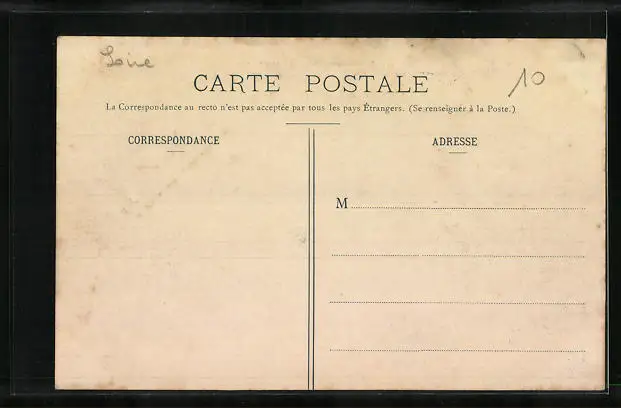 Loire
10
CARTE POSTALE
La Correspondance au recto n'est pas acceptée par tous les pays Étrangers. (Se renseigner à la Poste.)
CORRESPONDANCE
ADRESSE
M